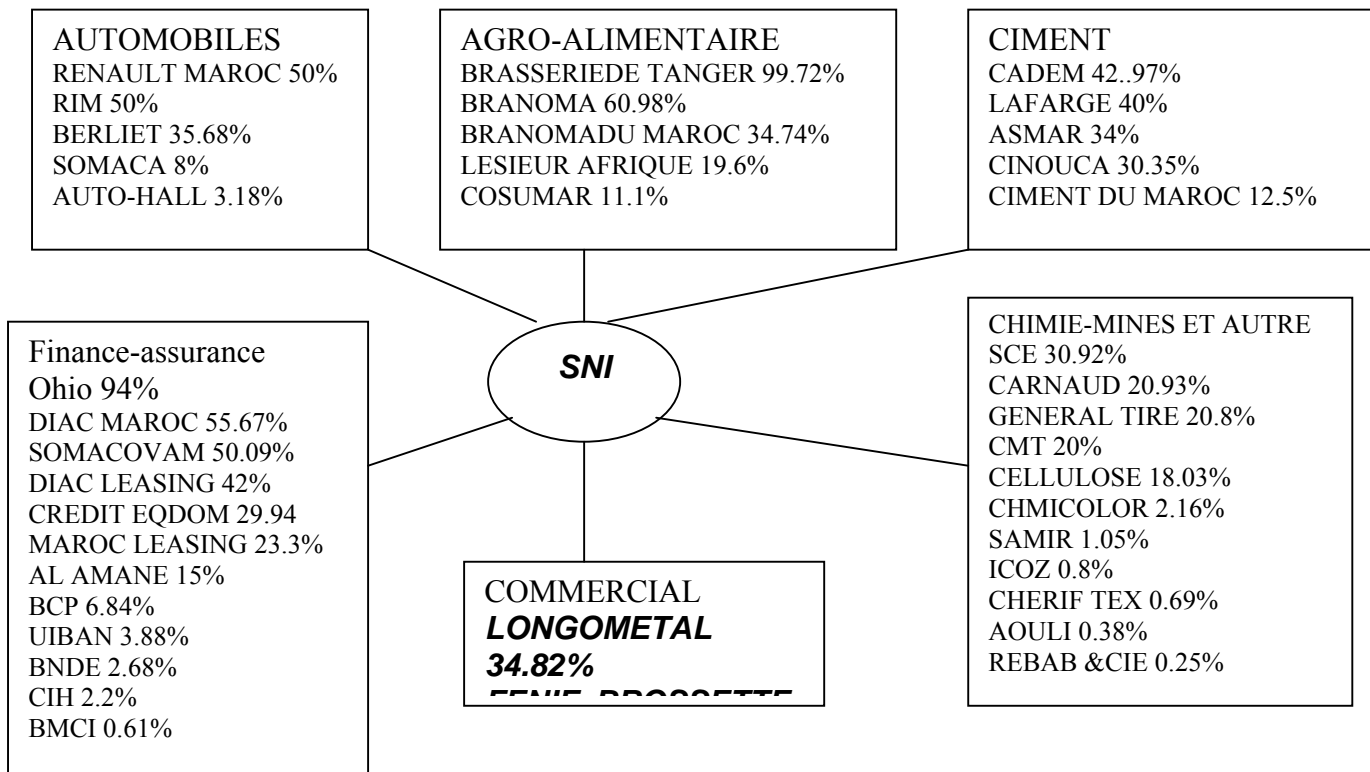 AUTOMOBILES
RENAULT MAROC 50%
RIM 50%
BERLIET 35.68%
SOMACA 8%
AUTO-HALL 3.18%
AGRO-ALIMENTAIRE
BRASSERIEDE TANGER 99.72%
BRANOMA 60.98%
BRANOMADU MAROC 34.74%
LESIEUR AFRIQUE 19.6%
COSUMAR 11.1%
CIMENT
CADEM 42..97%
LAFARGE 40%
ASMAR 34%
CINOUCA 30.35%
CIMENT DU MAROC 12.5%
SNI
Finance-assurance
Ohio 94%
DIAC MAROC 55.67%
SOMACOVAM 50.09%
DIAC LEASING 42%
CREDIT EQDOM 29.94
MAROC LEASING 23.3%
AL AMANE 15%
BCP 6.84%
UIBAN 3.88%
BNDE 2.68%
CIH 2.2%
BMCI 0.61%
COMMERCIAL
LONGOMETAL
34.82%
CHIMIE-MINES ET AUTRE
SCE 30.92%
CARNAUD 20.93%
GENERAL TIRE 20.8%
CMT 20%
CELLULOSE 18.03%
CHMICOLOR 2.16%
SAMIR 1.05%
ICOZ 0.8%
CHERIF TEX 0.69%
AOULI 0.38%
REBAB &CIE 0.25%